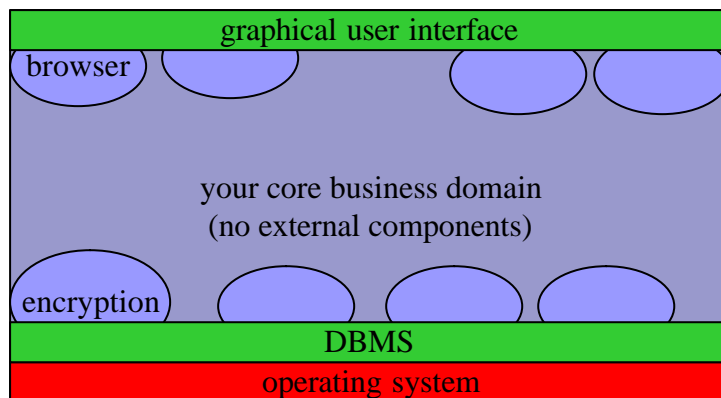 graphical user interface
browser
your core business domain
(no external components)
encryption
DBMS
operating system